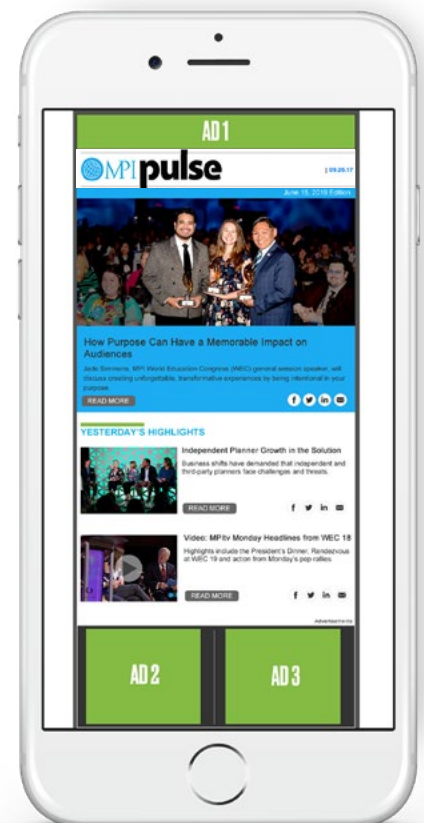 AD 1
MPI pulse
| 09.26.17
June 15, 2019 Edition
How Purpose Can Have a Memorable Impact on
Audiences
Jade Simmons, MPI World Education Congress (WEC) general session speaker, will
discuss creating unforgettable, transformative experiences by being intentional in your
purpose.
READ MORE
YESTERDAY'S HIGHLIGHTS
Independent Planner Growth in the Solution
Business shifts have demanded that independent and
third-party planners face challenges and threats.
READ MORE
Video: MPItv Monday Headlines from WEC 18
Highlights include the President's Dinner, Rendezvous
at WEC 19 and action from Monday's pop rallies.
READ MORE
Advertisements
AD 2
AD 3